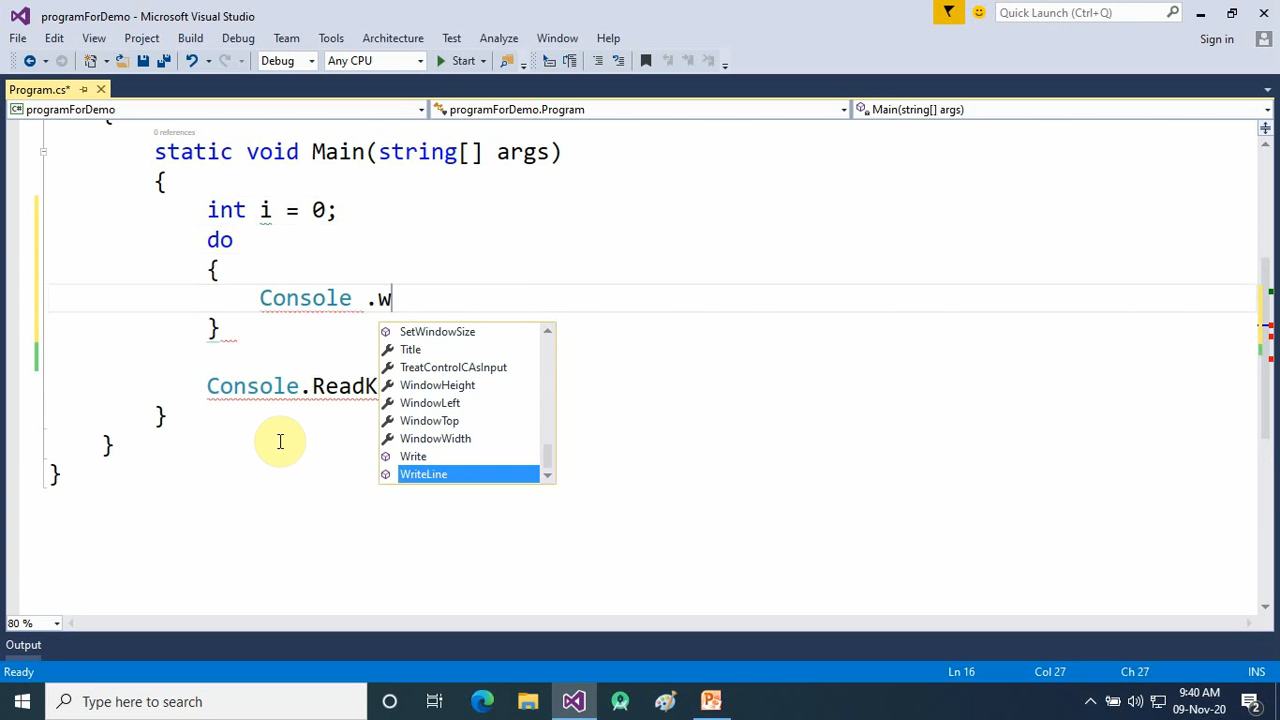 programForDemo - Microsoft Visual Studio
Quick Launch (Ctrl+Q)
File Edit View Project Build Debug Team Tools Architecture Test Analyze Window Help
Sign in
Debug Any CPU Start
Program.cs*
C# programForDemo programForDemo.Program Main(string[] args)
{
0 references
static void Main(string[] args)
{
int i = 0;
do
{
Console .w
}
SetWindowSize
Title
TreatControlCAsInput
WindowHeight
WindowLeft
WindowTop
WindowWidth
Write
WriteLine
Console.ReadK
}
}
}
80 %
Output
Ready Ln 16 Col 27 Ch 27 INS
Type here to search
9:40 AM
09-Nov-20
2